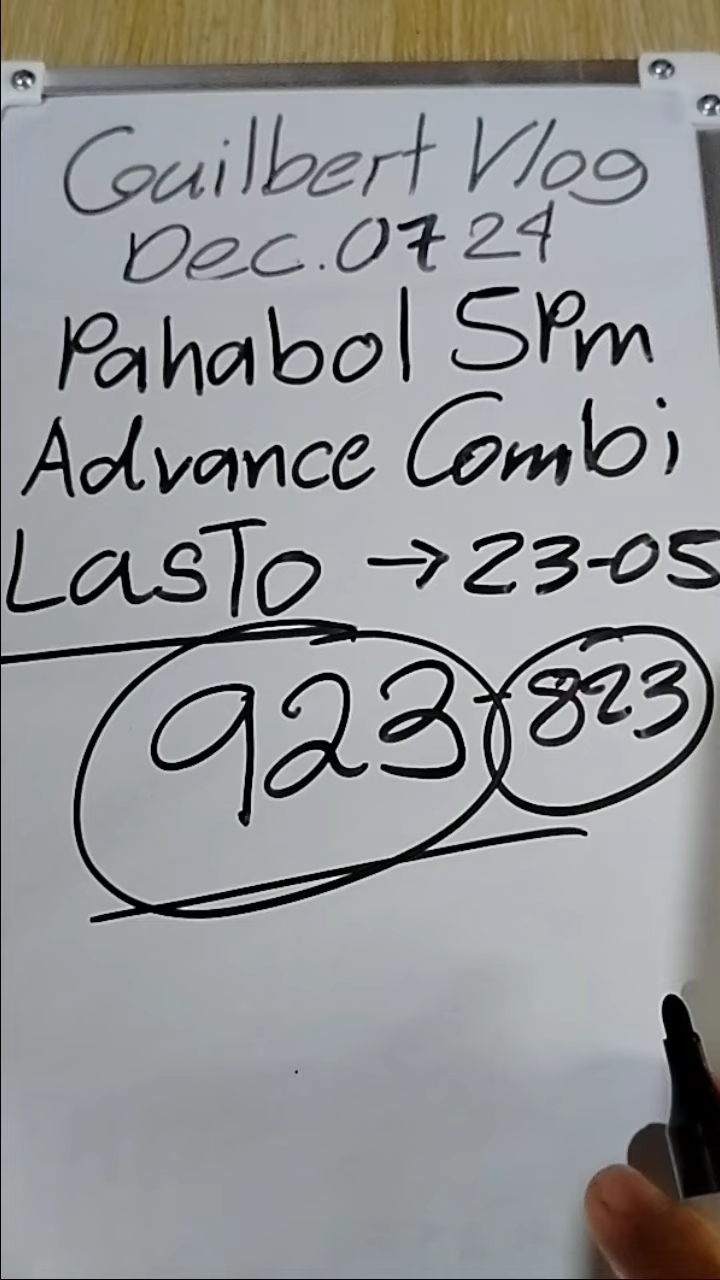 Guilbert Vlog
Dec. 07 24
Pahabol 5Pm
Advance Combi
LasTo → 23-05
923 - 823